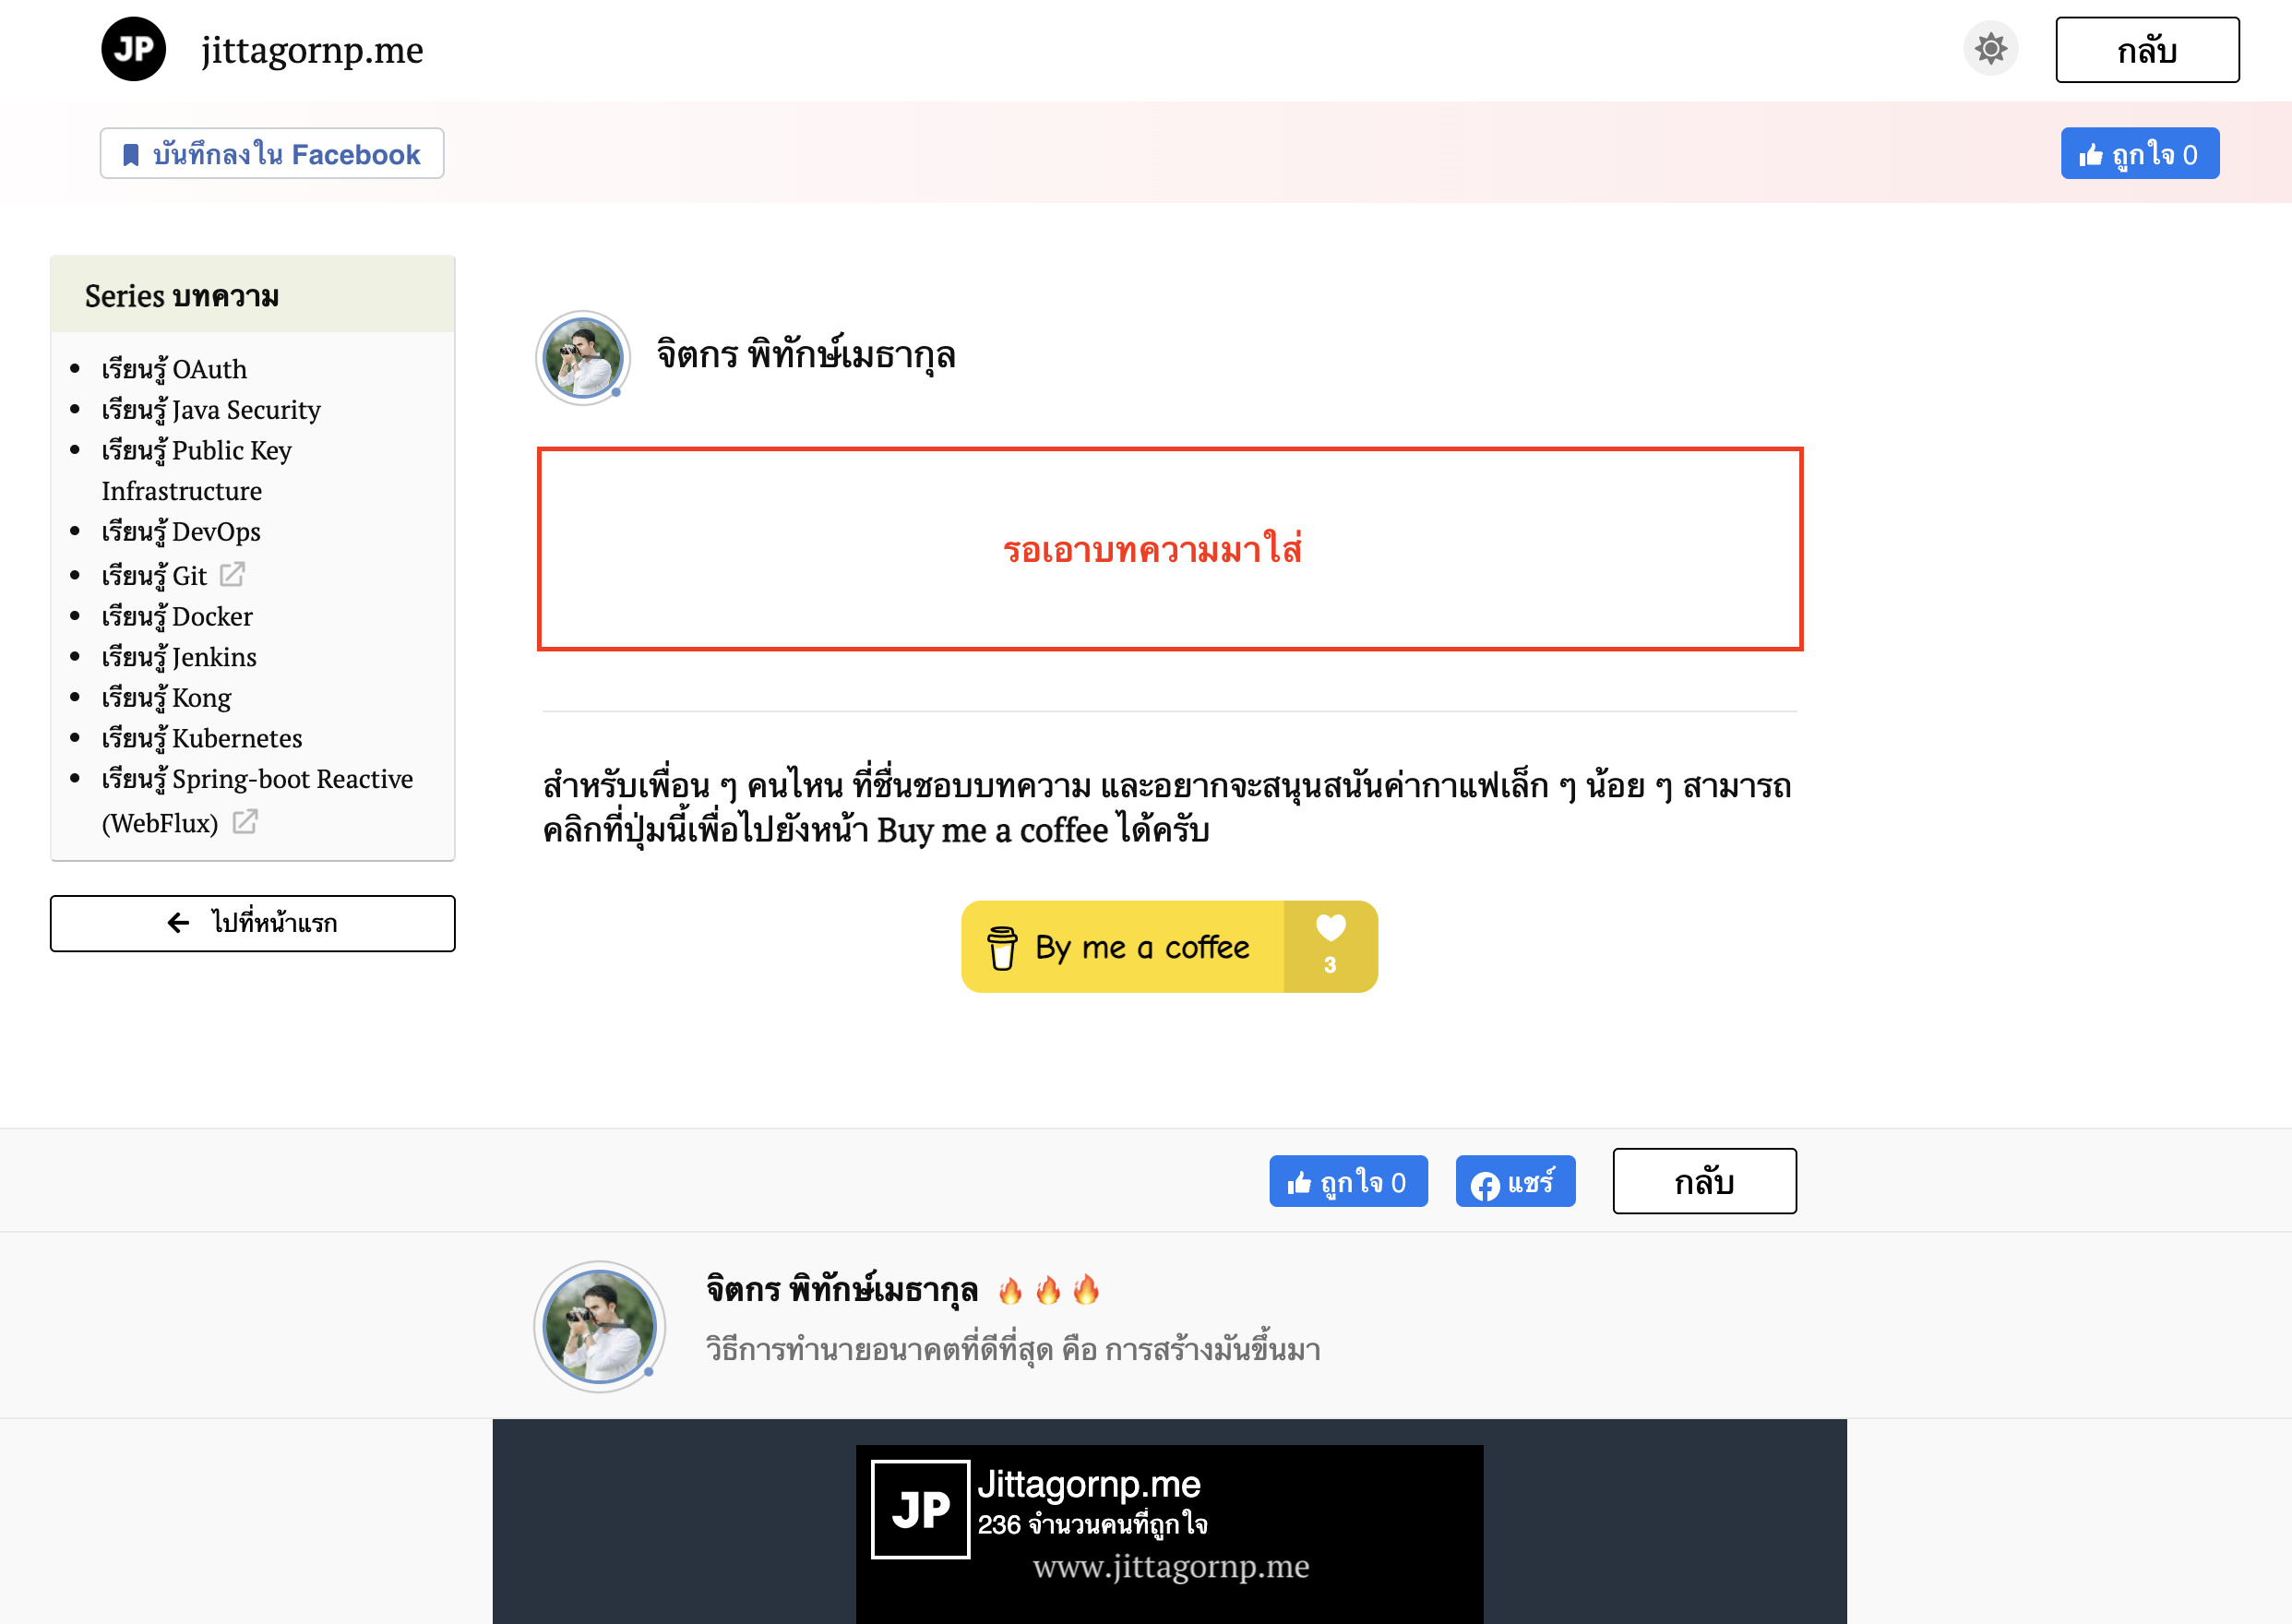 JP
jittagornp.me
กลับ
บันทึกลงใน Facebook
ถูกใจ 0
Series บทความ
เรียนรู้ OAuth
เรียนรู้ Java Security
เรียนรู้ Public Key
Infrastructure
เรียนรู้ DevOps
เรียนรู้ Git
เรียนรู้ Docker
เรียนรู้ Jenkins
เรียนรู้ Kong
เรียนรู้ Kubernetes
เรียนรู้ Spring-boot Reactive
(WebFlux)
ไปที่หน้าแรก
จิตกร พิทักษ์เมธากุล
รอเอาบทความมาใส่
สำหรับเพื่อน ๆ คนไหน ที่ชื่นชอบบทความ และอยากจะสนุนสนันค่ากาแฟเล็ก ๆ น้อย ๆ สามารถ
คลิกที่ปุ่มนี้เพื่อไปยังหน้า Buy me a coffee ได้ครับ
By me a coffee
3
ถูกใจ 0
แชร์
กลับ
จิตกร พิทักษ์เมธากุล 🔥 🔥 🔥
วิธีการทำนายอนาคตที่ดีที่สุด คือ การสร้างมันขึ้นมา
JP
Jittagornp.me
236 จำนวนคนที่ถูกใจ
www.jittagornp.me